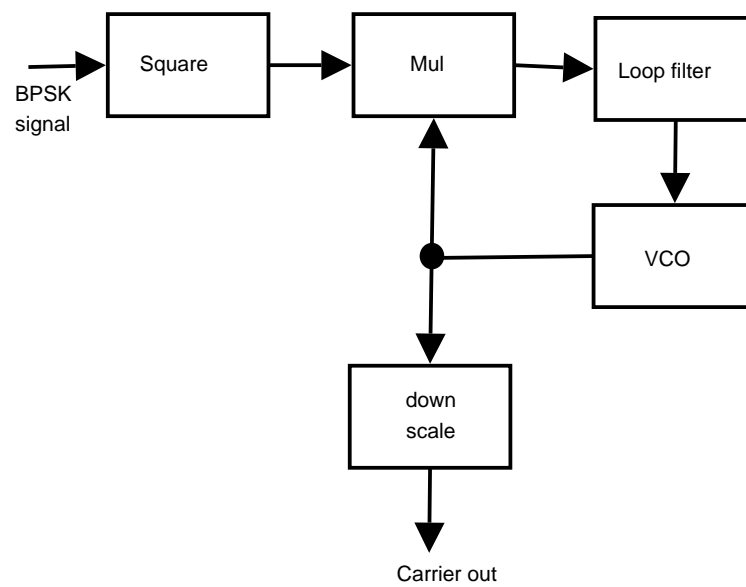 BPSK
signal
Square
Mul
Loop filter
VCO
down
scale
Carrier out